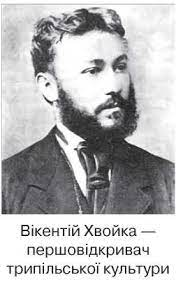 Вікентій Хвойка —
першовідкривач
трипільської культури